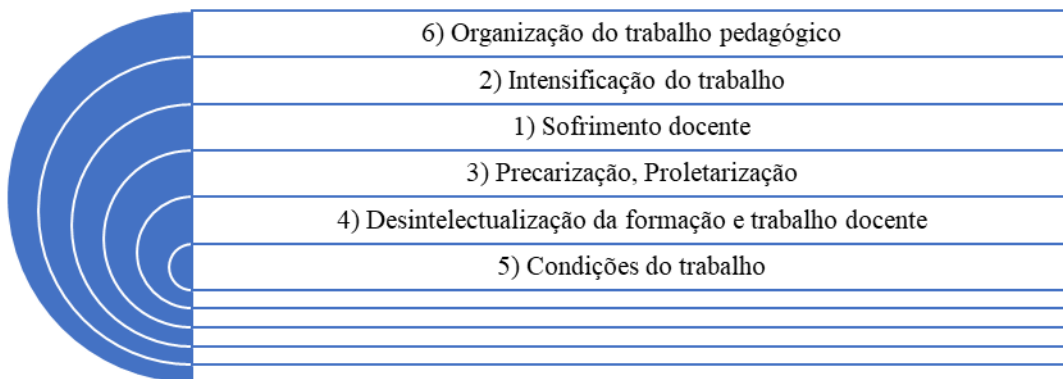 6) Organização do trabalho pedagógico
2) Intensificação do trabalho
1) Sofrimento docente
3) Precarização, Proletarização
4) Desintelectualização da formação e trabalho docente
5) Condições do trabalho